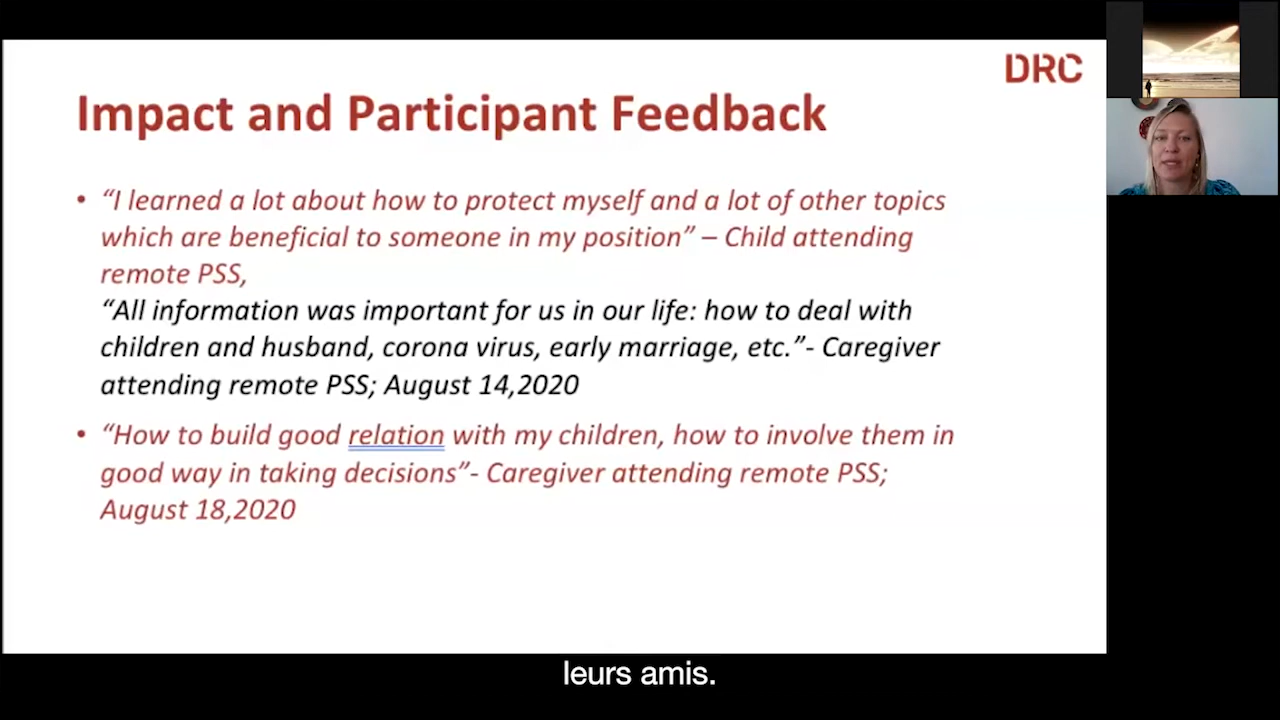 DRC
Impact and Participant Feedback
• “I learned a lot about how to protect myself and a lot of other topics
which are beneficial to someone in my position” – Child attending
remote PSS,
“All information was important for us in our life: how to deal with
children and husband, corona virus, early marriage, etc.”- Caregiver
attending remote PSS; August 14,2020
• “How to build good relation with my children, how to involve them in
good way in taking decisions”- Caregiver attending remote PSS;
August 18,2020
leurs amis.